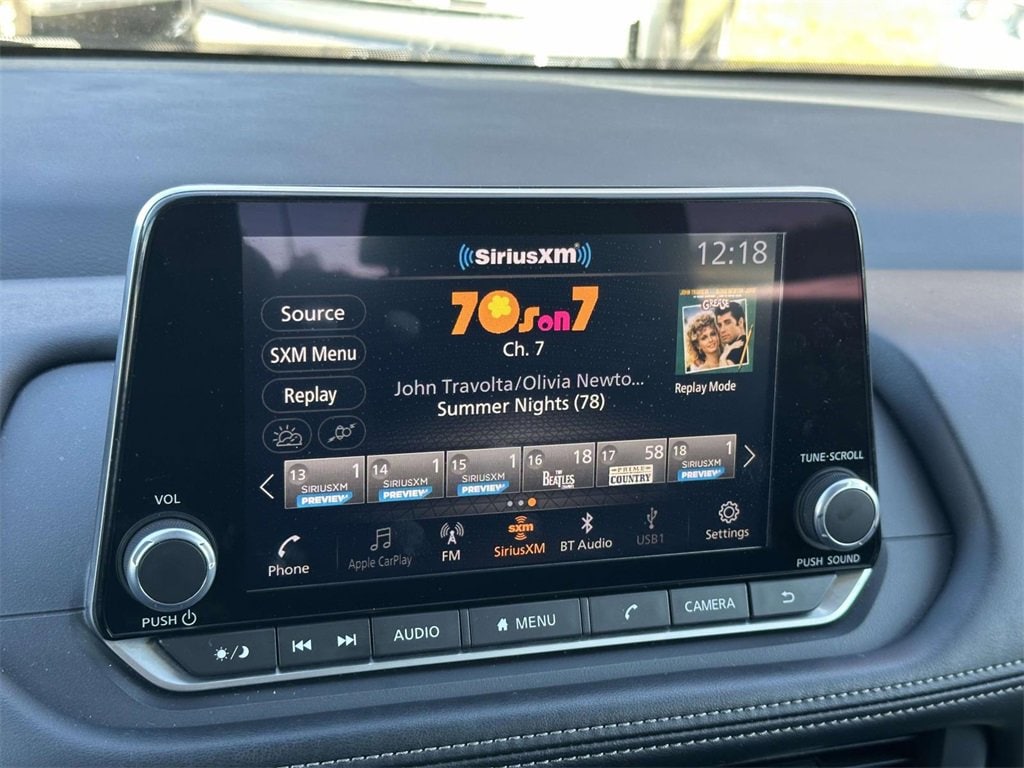 SiriusXM
12:18
Source
70s on 7
GREASE
Ch. 7
SXM Menu
Replay Mode
John Travolta/Olivia Newto...
Replay
Summer Nights (78)
13 1 14 1 15 1 16 18 17 58 18 1
SIRIUSXM PREVIEW SIRIUSXM PREVIEW SIRIUSXM PREVIEW THE BEATLES CHANNEL PRIME COUNTRY SIRIUSXM PREVIEW
TUNE·SCROLL
VOL
Phone Apple CarPlay FM sxm SiriusXM BT Audio USB1 Settings
PUSH SOUND
PUSH
AUDIO MENU CAMERA